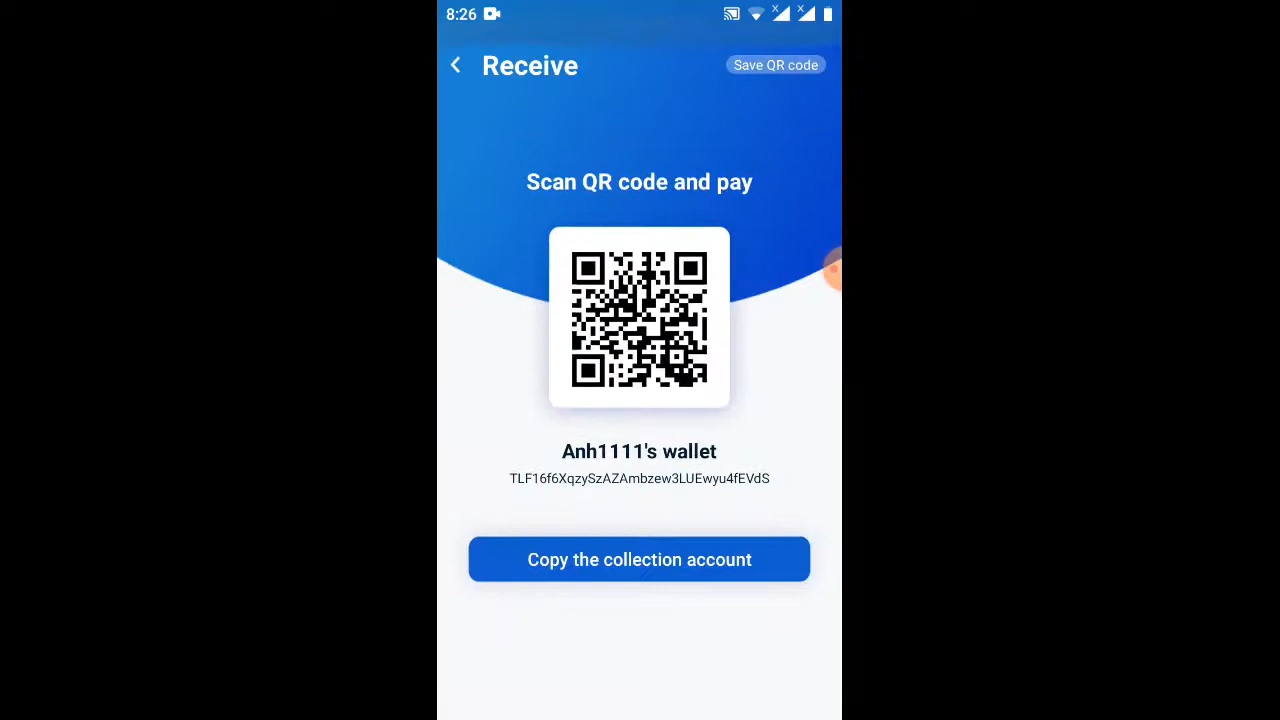 8:26
Receive
Save QR code
Scan QR code and pay
Anh1111's wallet
TLF16f6XqzySzAZAmbzew3LUEwyu4fEVdS
Copy the collection account